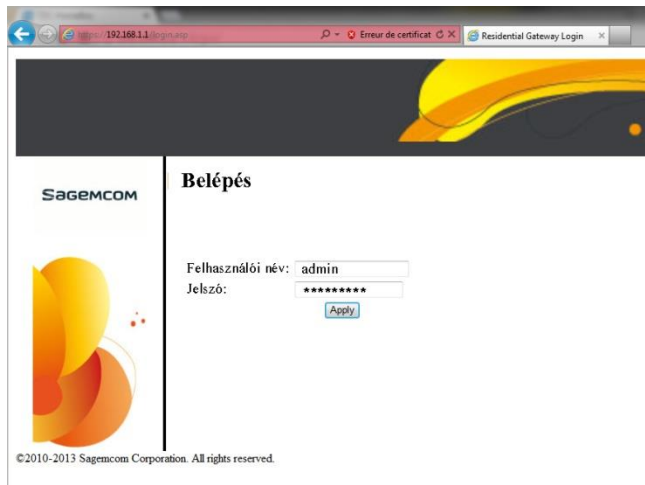 https://192.168.1.1/login.asp
Erreur de certificat
Residential Gateway Login
SAGEMCOM
Belépés
Felhasználói név: admin
Jelszó: *********
Apply
©2010-2013 Sagemcom Corporation. All rights reserved.